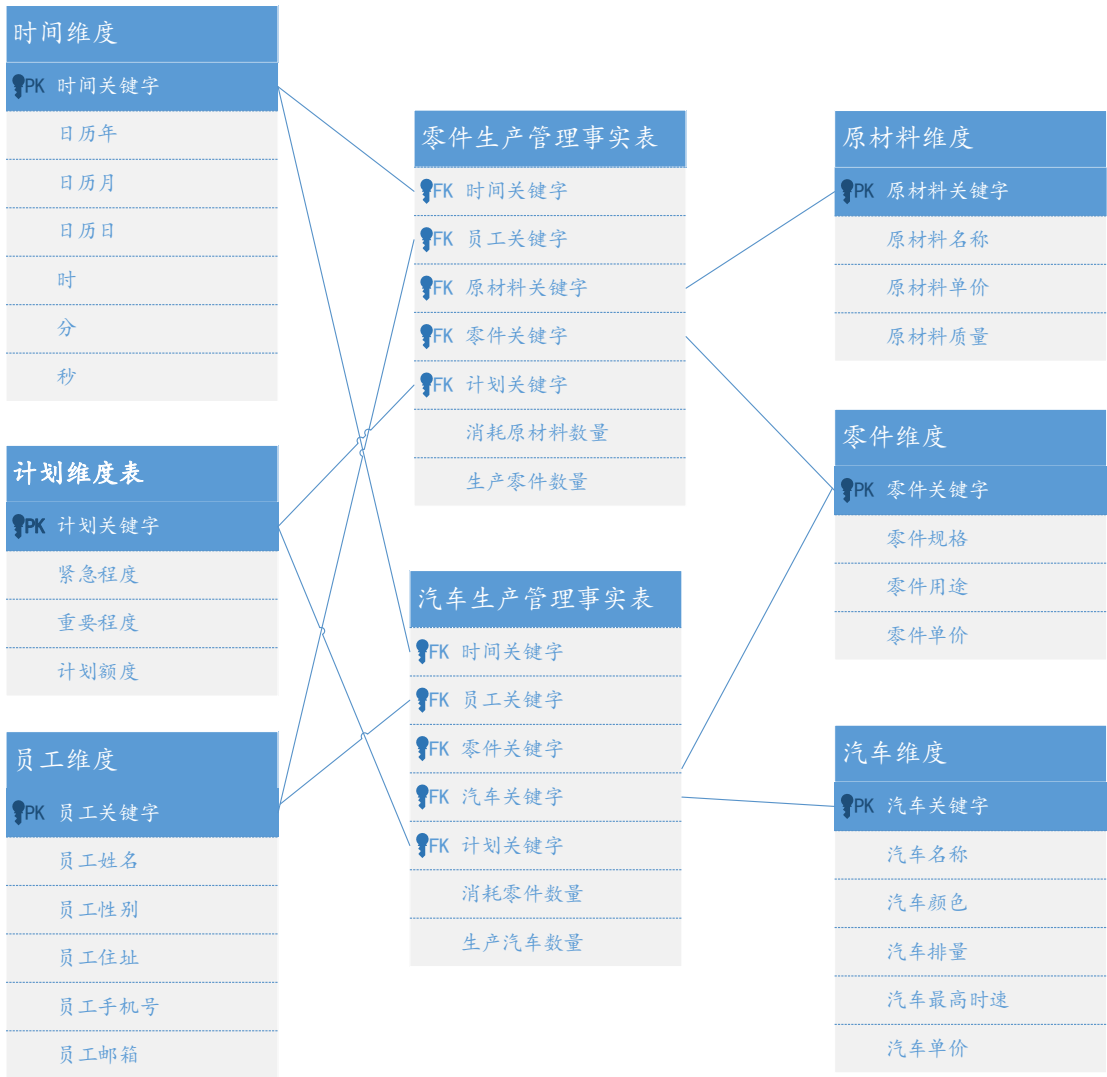 时间维度
PK 时间关键字
日历年
日历月
日历日
时
分
秒
计划维度表
PK 计划关键字
紧急程度
重要程度
计划额度
员工维度
PK 员工关键字
员工姓名
员工性别
员工住址
员工手机号
员工邮箱
零件生产管理事实表
FK 时间关键字
FK 员工关键字
FK 原材料关键字
FK 零件关键字
FK 计划关键字
消耗原材料数量
生产零件数量
汽车生产管理事实表
FK 时间关键字
FK 员工关键字
FK 零件关键字
FK 汽车关键字
FK 计划关键字
消耗零件数量
生产汽车数量
原材料维度
PK 原材料关键字
原材料名称
原材料单价
原材料质量
零件维度
PK 零件关键字
零件规格
零件用途
零件单价
汽车维度
PK 汽车关键字
汽车名称
汽车颜色
汽车排量
汽车最高时速
汽车单价